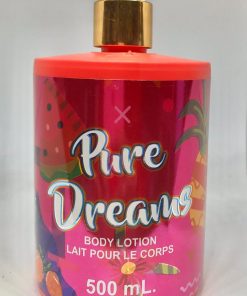 Pure
Dreams
BODY LOTION
LAIT POUR LE CORPS
500 mL.